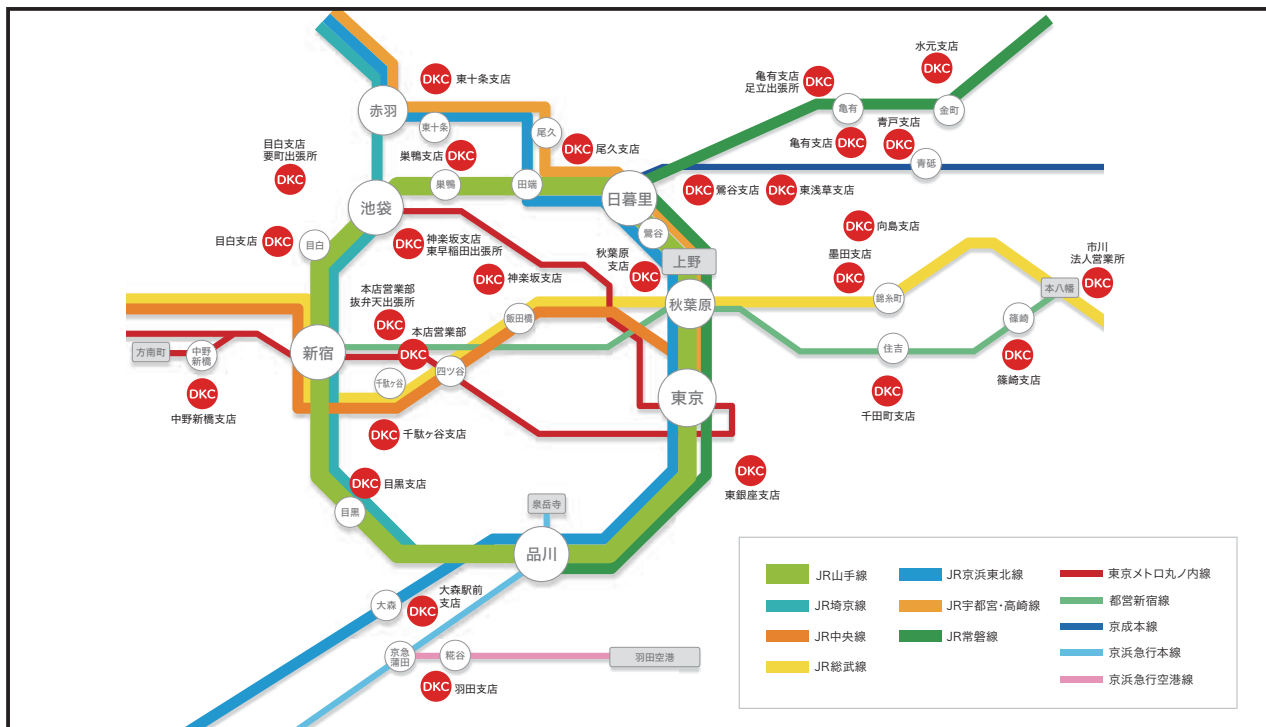 水元支店
DKC
亀有支店
足立出張所
DKC
DKC
東十条支店
赤羽
亀有
金町
東十条
尾久
青戸支店
DKC
亀有支店
DKC
目白支店
要町出張所
DKC
巣鴨支店
DKC
DKC
尾久支店
青砥
巣鴨
田端
日暮里
DKC
鶯谷支店
DKC
東浅草支店
池袋
目白支店
DKC
目白
DKC
神楽坂支店
東早稲田出張所
鶯谷
DKC
向島支店
秋葉原
支店
DKC
上野
墨田支店
DKC
市川
法人営業所
DKC
DKC
神楽坂支店
本店営業部
抜弁天出張所
DKC
飯田橋
秋葉原
錦糸町
本八幡
篠崎
本店営業部
DKC
方南町
中野
新橋
新宿
住吉
DKC
篠崎支店
四ツ谷
千駄ヶ谷
DKC
中野新橋支店
東京
DKC
千田町支店
DKC
千駄ヶ谷支店
DKC
東銀座支店
DKC
目黒支店
目黒
泉岳寺
品川
大森
大森駅前
支店
DKC
京急
蒲田
糀谷
羽田空港
DKC
羽田支店
JR山手線
JR埼京線
JR中央線
JR総武線
JR京浜東北線
JR宇都宮・高崎線
JR常磐線
東京メトロ丸ノ内線
都営新宿線
京成本線
京浜急行本線
京浜急行空港線